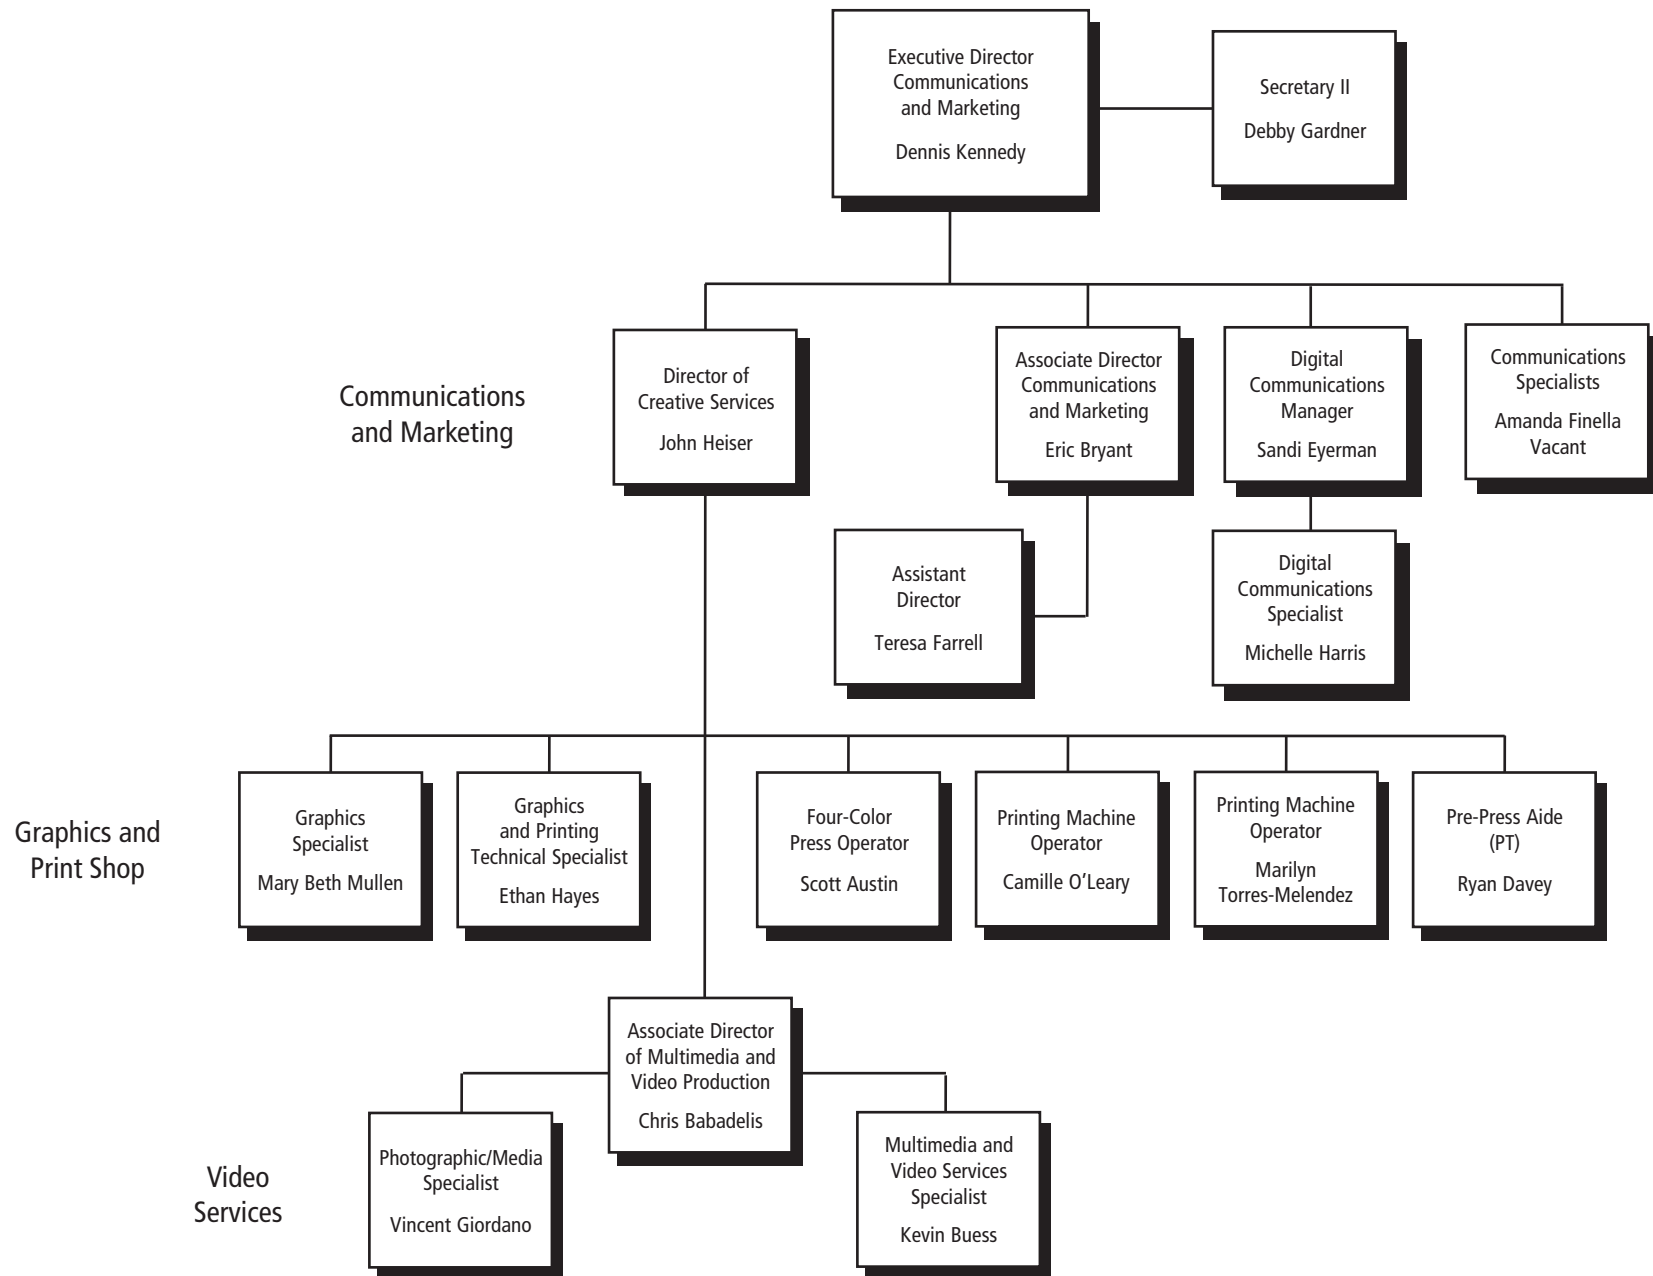 Executive Director
Communications
and Marketing
Dennis Kennedy
Secretary II
Debby Gardner
Communications
and Marketing
Director of
Creative Services
John Heiser
Associate Director
Communications
and Marketing
Eric Bryant
Digital
Communications
Manager
Sandi Eyerman
Communications
Specialists
Amanda Finella
Vacant
Assistant
Director
Teresa Farrell
Digital
Communications
Specialist
Michelle Harris
Graphics and
Print Shop
Graphics
Specialist
Mary Beth Mullen
Graphics
and Printing
Technical Specialist
Ethan Hayes
Four-Color
Press Operator
Scott Austin
Printing Machine
Operator
Camille O’Leary
Printing Machine
Operator
Marilyn
Torres-Melendez
Pre-Press Aide
(PT)
Ryan Davey
Associate Director
of Multimedia and
Video Production
Chris Babadelis
Video
Services
Photographic/Media
Specialist
Vincent Giordano
Multimedia and
Video Services
Specialist
Kevin Buess